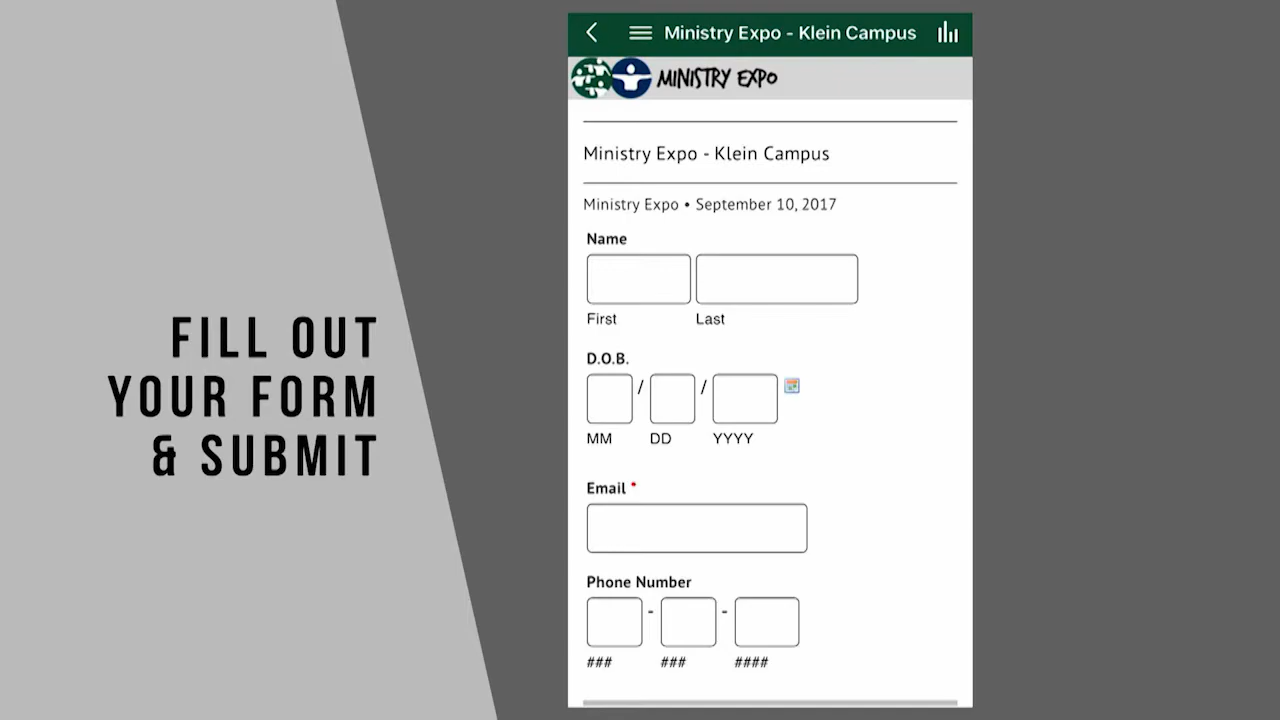 FILL OUT
YOUR FORM
& SUBMIT
Ministry Expo - Klein Campus
MINISTRY EXPO
Ministry Expo - Klein Campus
Ministry Expo • September 10, 2017
Name
First Last
D.O.B.
/ /
MM DD YYYY
Email *
Phone Number
- -
### ### ####